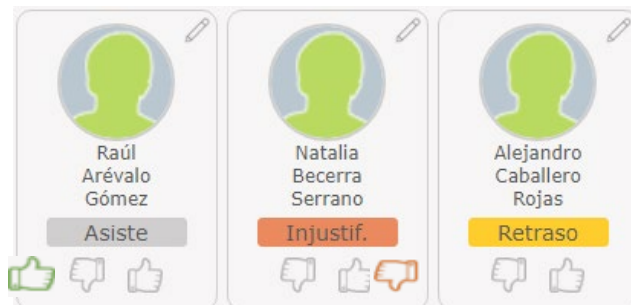 Raúl
Arévalo
Gómez
Asiste
Natalia
Becerra
Serrano
Injustif.
Alejandro
Caballero
Rojas
Retraso